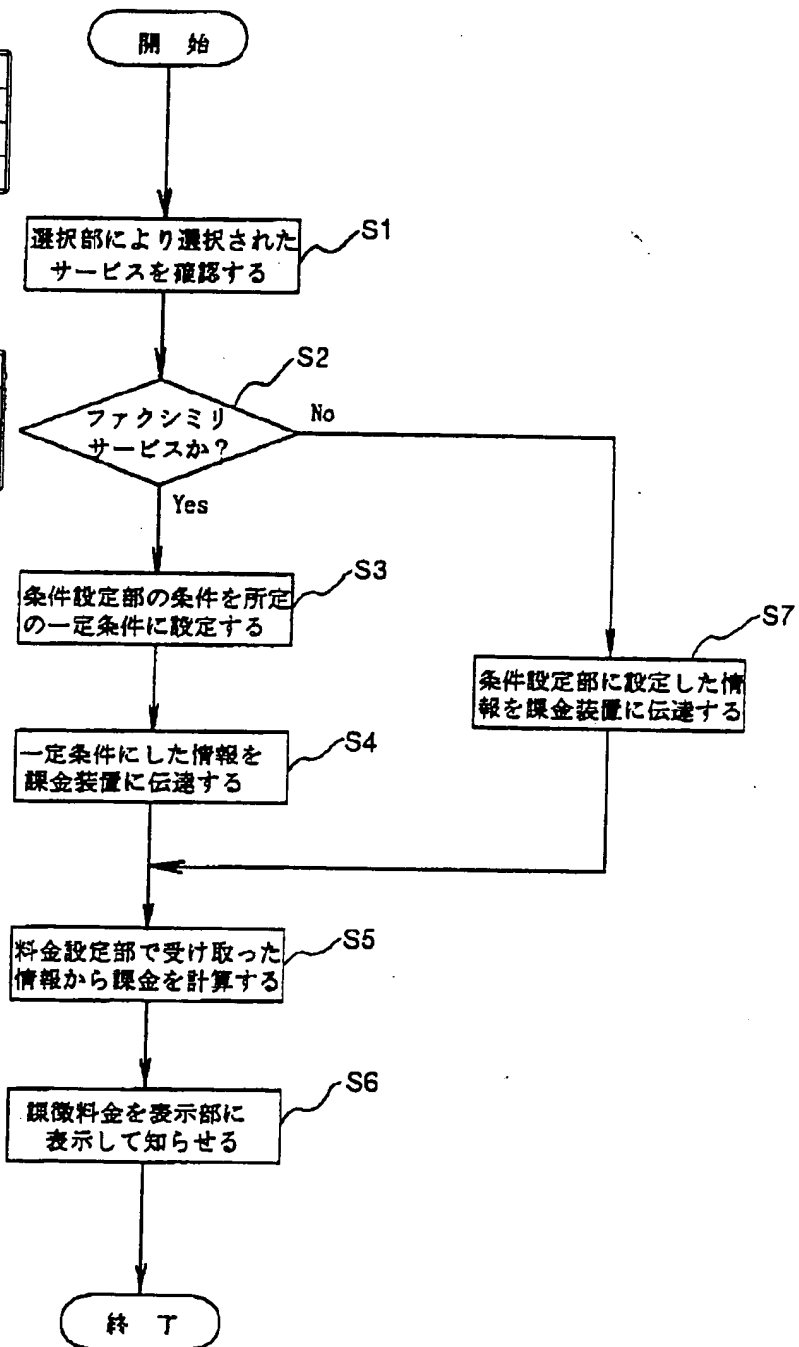 開 始
選択部により選択された
サービスを確認する
S1
S2
ファクシミリ
サービスか？
No
Yes
S3
条件設定部の条件を所定
の一定条件に設定する
S7
条件設定部に設定した情
報を課金装置に伝達する
S4
一定条件にした情報を
課金装置に伝達する
S5
料金設定部で受け取った
情報から課金を計算する
S6
課徴料金を表示部に
表示して知らせる
終 了